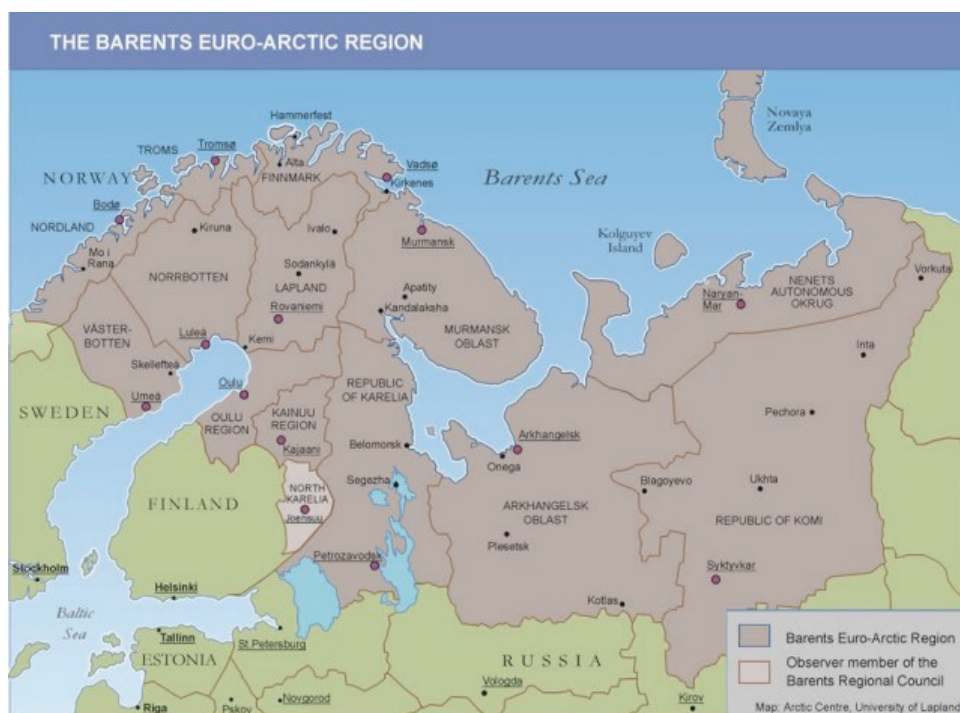 THE BARENTS EURO-ARCTIC REGION
Hammerfest
Novaya
Zemlya
TROMS
Tromsø
Alta
FINNMARK
Vadsø
Kirkenes
NORWAY
Barents Sea
Bodø
NORDLAND
Kiruna
Ivalo
Murmansk
Kolguyev
Island
Mo i
Rana
NORRBOTTEN
Sodankylä
LAPLAND
Rovaniemi
Apatity
Kandalaksha
Naryan-
Mar
NENETS
AUTONOMOUS
OKRUG
Vorkuta
VÄSTER-
BOTTEN
Luleå
Kemi
MURMANSK
OBLAST
Inta
Skellefteå
Umeå
Oulu
REPUBLIC
OF KARELIA
SWEDEN
OULU
REGION
KAINUU
REGION
Kajaani
Pechora
Belomorsk
Arkhangelsk
Onega
NORTH
KARELIA
Joensuu
Segezha
Blagoyevo
Ukhta
FINLAND
ARKHANGELSK
OBLAST
REPUBLIC OF KOMI
Plesetsk
Petrozavodsk
Syktyvkar
Stockholm
Helsinki
Kotlas
Baltic
Sea
Tallinn
St Petersburg
ESTONIA
RUSSIA
Vologda
Kirov
Riga
Pskov
Novgorod
Barents Euro-Arctic Region
Observer member of the
Barents Regional Council
Map: Arctic Centre, University of Lapland